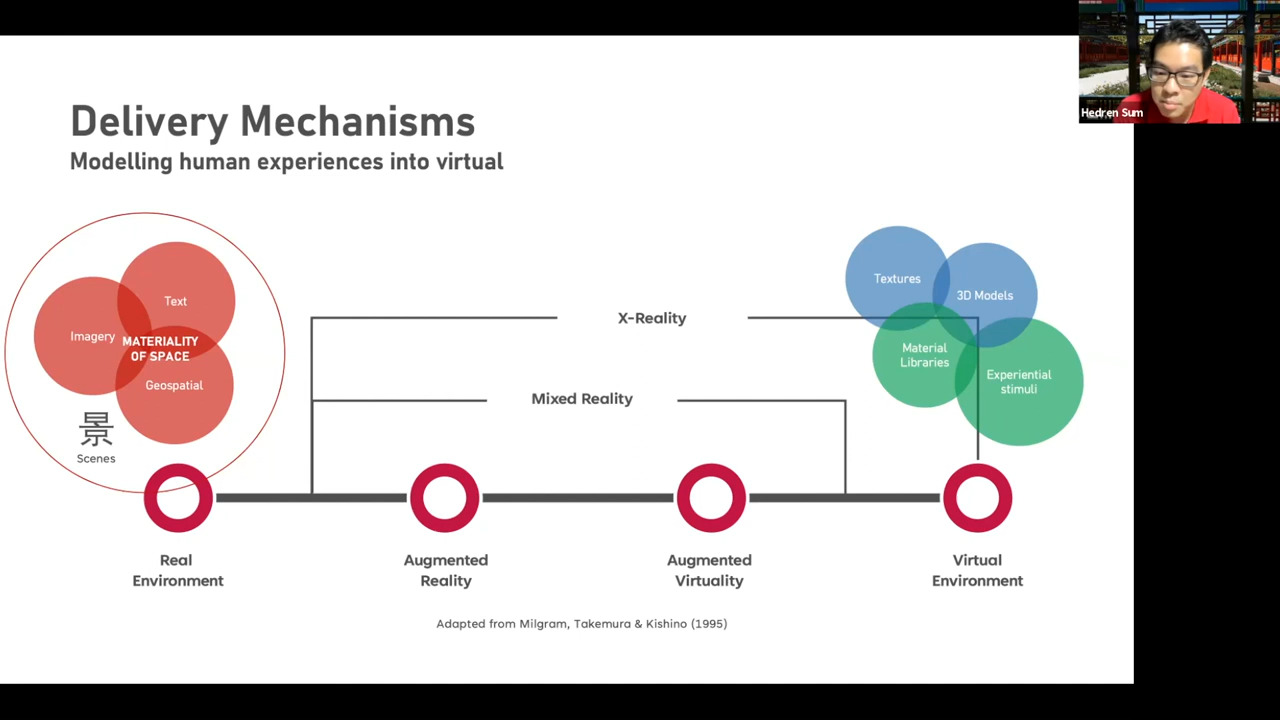 Delivery Mechanisms
Modelling human experiences into virtual
Hedren Sum
Text
Imagery
MATERIALITY
OF SPACE
Geospatial
景
Scenes
X-Reality
Mixed Reality
Textures
3D Models
Material
Libraries
Experiential
stimuli
Real
Environment
Augmented
Reality
Augmented
Virtuality
Virtual
Environment
Adapted from Milgram, Takemura & Kishino (1995)